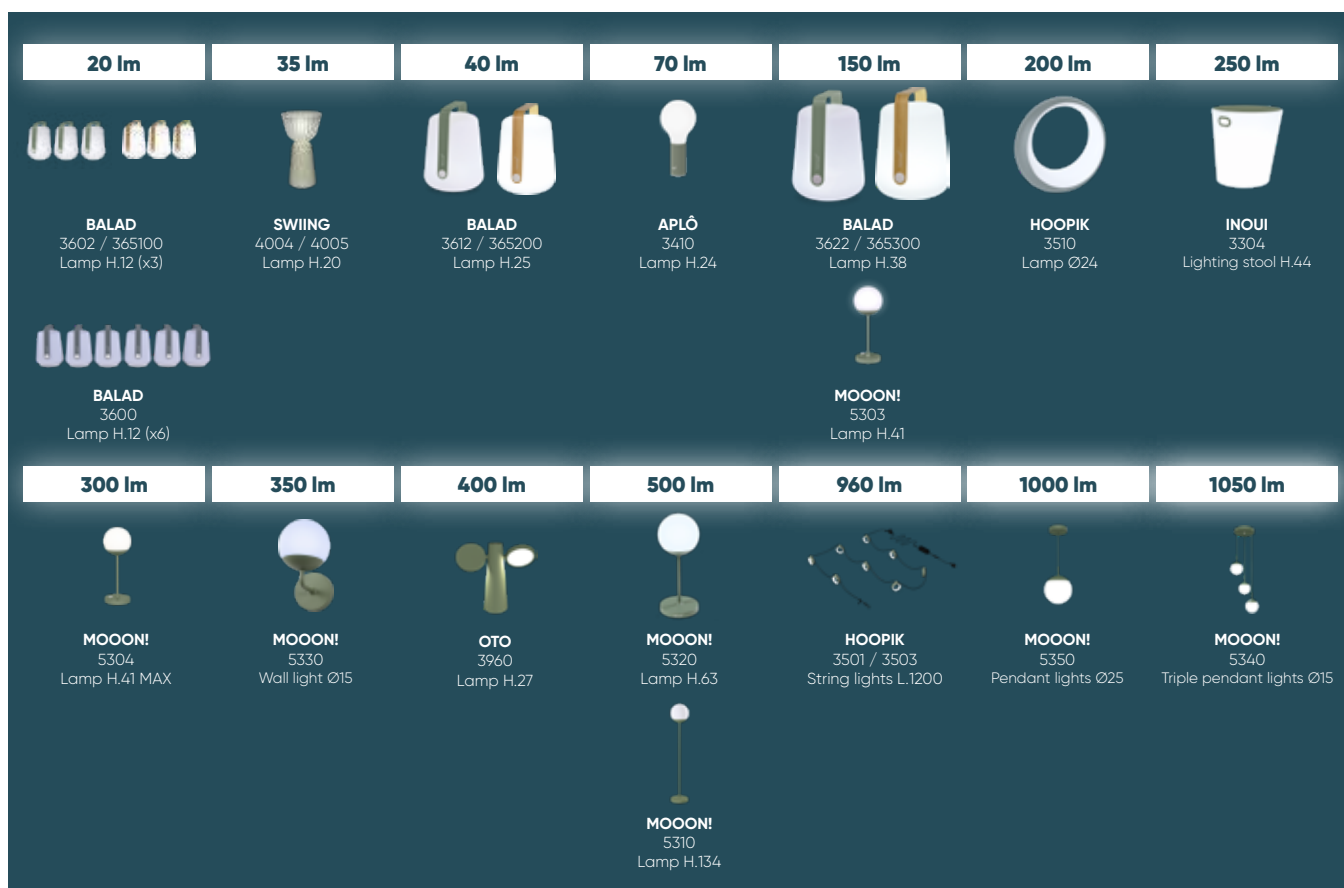 20 lm
35 lm
40 lm
70 lm
150 lm
200 lm
250 lm
BALAD
3602 / 365100
Lamp H.12 (x3)
SWIING
4004 / 4005
Lamp H.20
BALAD
3612 / 365200
Lamp H.25
APLÔ
3410
Lamp H.24
BALAD
3622 / 365300
Lamp H.38
HOOPIK
3510
Lamp Ø24
INOUI
3304
Lighting stool H.44
BALAD
3600
Lamp H.12 (x6)
MOOON!
5303
Lamp H.41
300 lm
350 lm
400 lm
500 lm
960 lm
1000 lm
1050 lm
MOOON!
5304
Lamp H.41 MAX
MOOON!
5330
Wall light Ø15
OTO
3960
Lamp H.27
MOOON!
5320
Lamp H.63
HOOPIK
3501 / 3503
String lights L.1200
MOOON!
5350
Pendant lights Ø25
MOOON!
5340
Triple pendant lights Ø15
MOOON!
5310
Lamp H.134